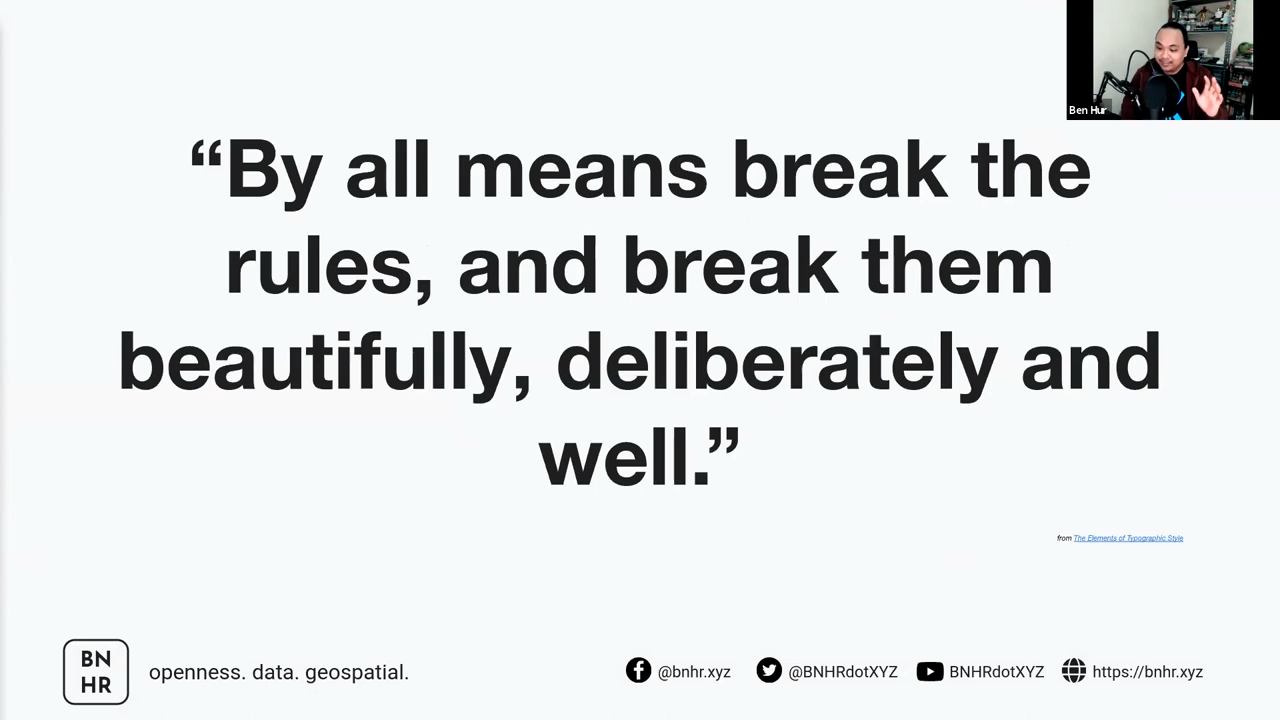 Ben Hur
“By all means break the
rules, and break them
beautifully, deliberately and
well.”
from The Elements of Typographic Style
BN
HR
openness. data. geospatial.
@bnhr.xyz
@BNHRdotXYZ
BNHRdotXYZ
https://bnhr.xyz